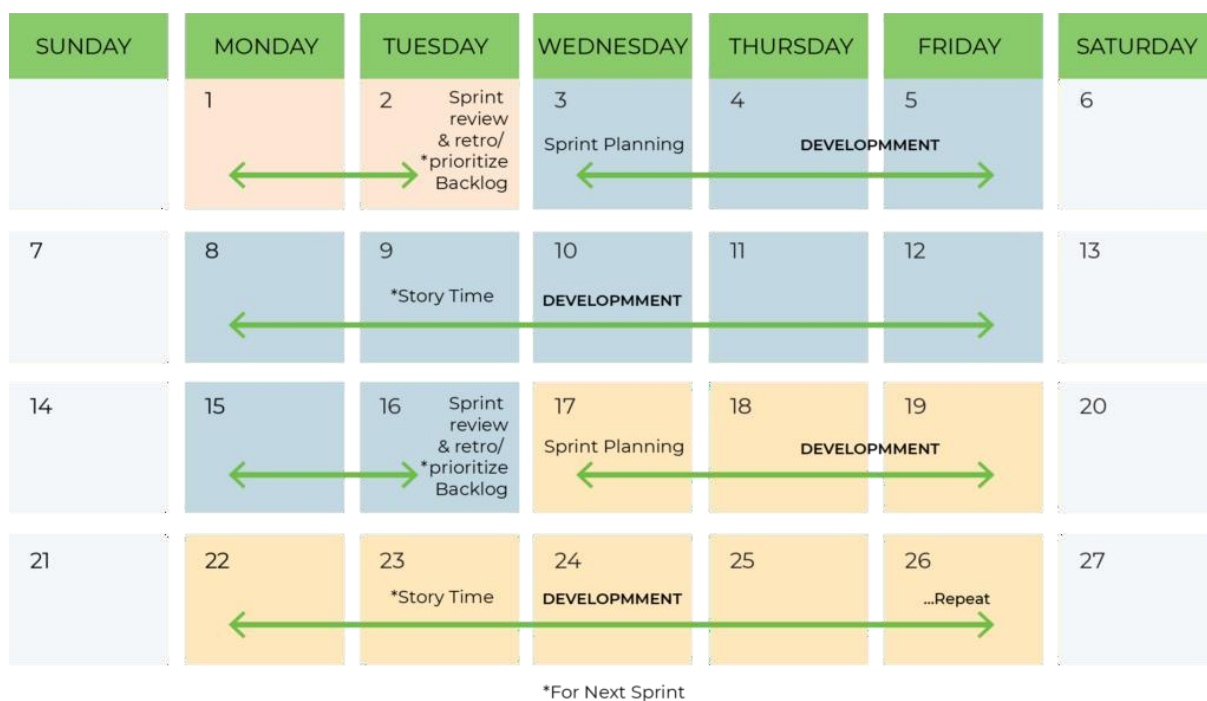 SUNDAY MONDAY TUESDAY WEDNESDAY THURSDAY FRIDAY SATURDAY
1 2 3 4 5 6
Sprint
review
& retro/
*prioritize
Backlog
Sprint Planning
DEVELOPMMENT
7 8 9 10 11 12 13
*Story Time
DEVELOPMMENT
14 15 16 17 18 19 20
Sprint
review
& retro/
*prioritize
Backlog
Sprint Planning
DEVELOPMMENT
21 22 23 24 25 26 27
*Story Time
DEVELOPMMENT
...Repeat
*For Next Sprint